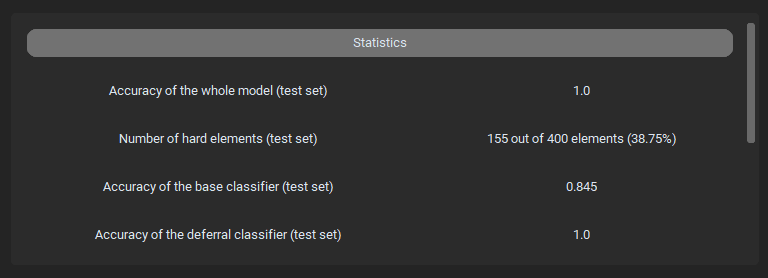 Statistics
Accuracy of the whole model (test set) 1.0
Number of hard elements (test set) 155 out of 400 elements (38.75%)
Accuracy of the base classifier (test set) 0.845
Accuracy of the deferral classifier (test set) 1.0